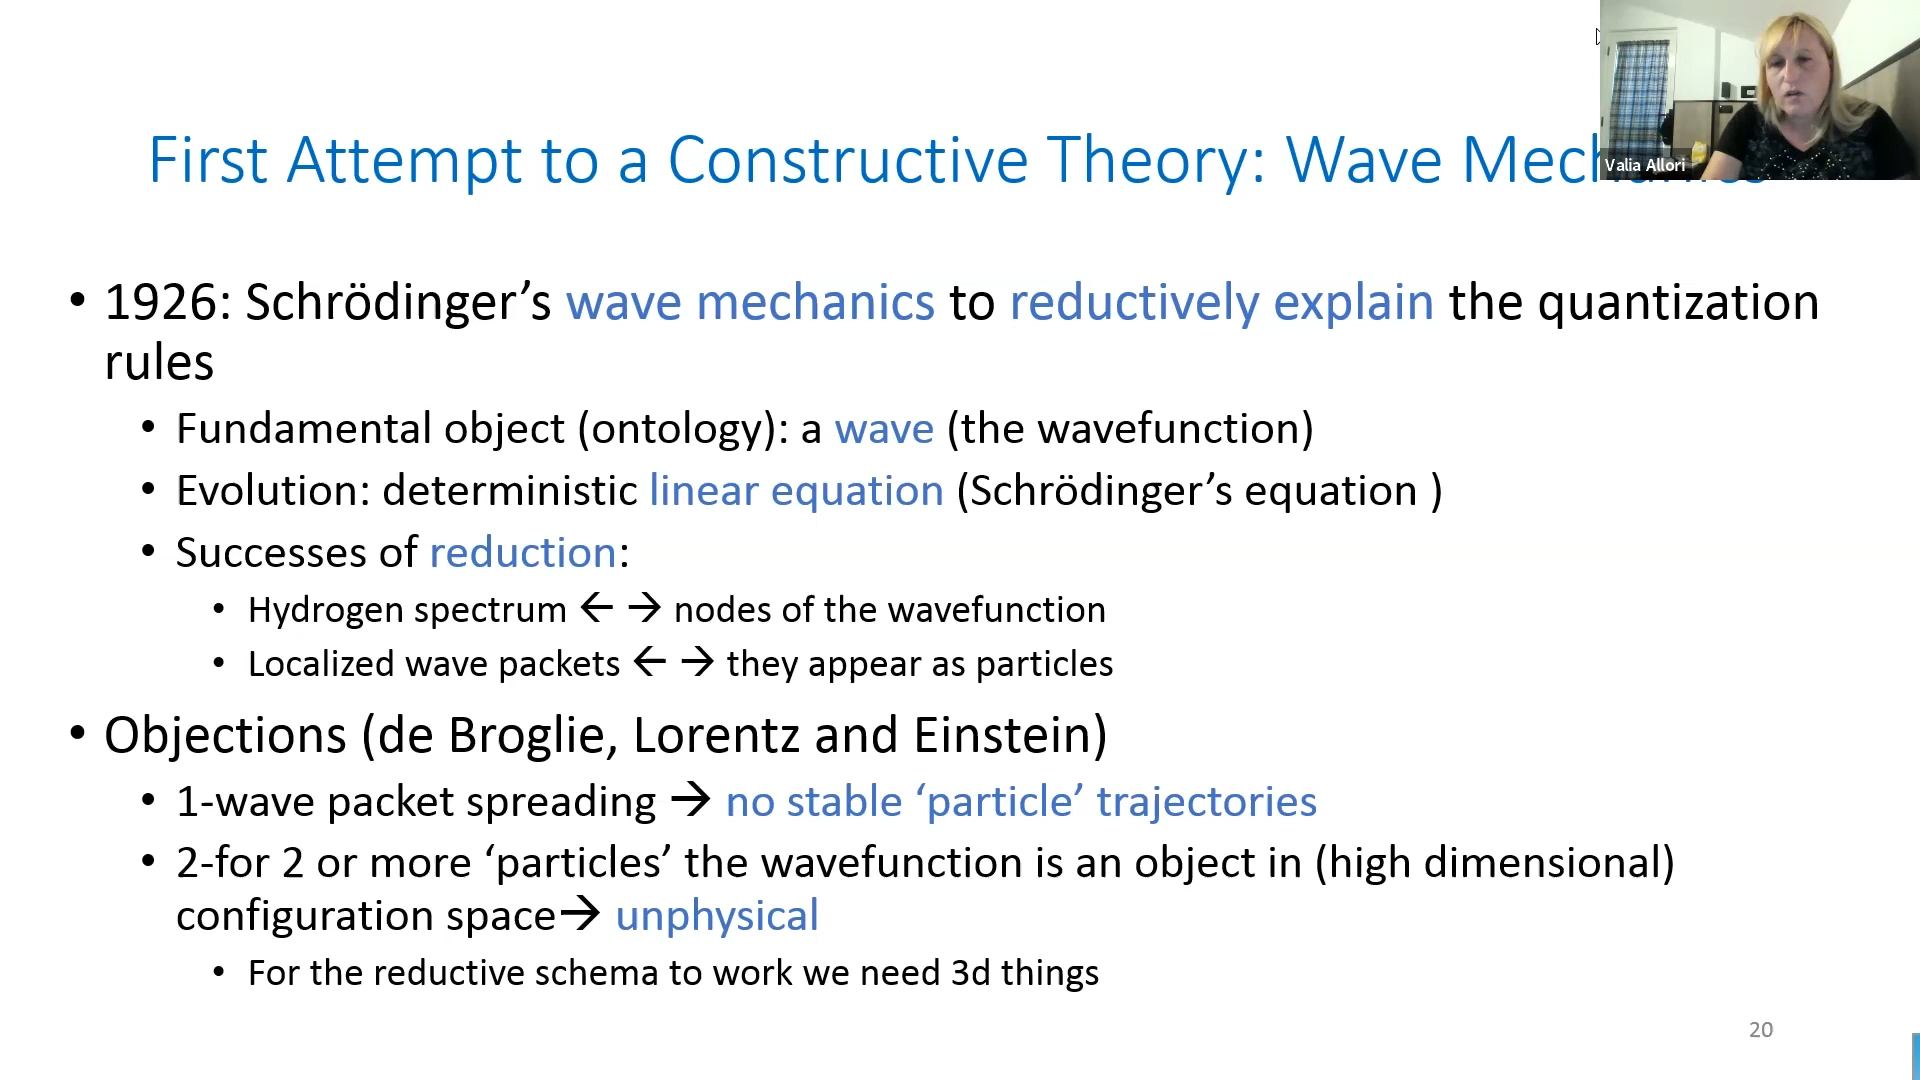 First Attempt to a Constructive Theory: Wave
Valia Allori
• 1926: Schrödinger’s wave mechanics to reductively explain the quantization
rules
• Fundamental object (ontology): a wave (the wavefunction)
• Evolution: deterministic linear equation (Schrödinger’s equation )
• Successes of reduction:
• Hydrogen spectrum ← → nodes of the wavefunction
• Localized wave packets ← → they appear as particles
• Objections (de Broglie, Lorentz and Einstein)
• 1-wave packet spreading → no stable ‘particle’ trajectories
• 2-for 2 or more ‘particles’ the wavefunction is an object in (high dimensional)
configuration space→ unphysical
• For the reductive schema to work we need 3d things
20